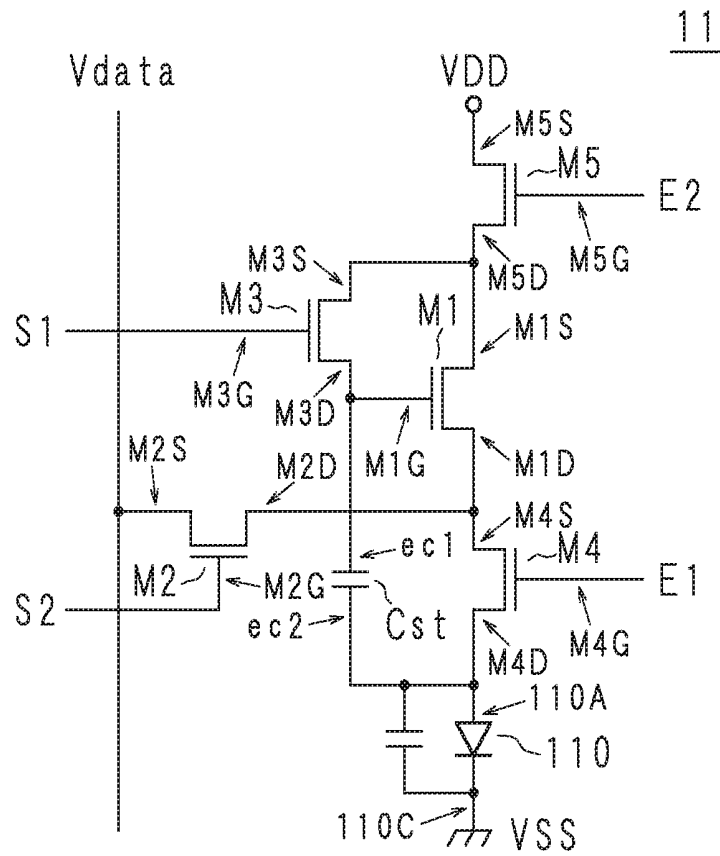 11
Vdata
VDD
M5S
M5
E2
M5G
M5D
M3S
M3
M1
S1
M1S
M3G
M3D
M1G
M1D
M2S
M2D
M4S
ec1
M4
M2
M2G
E1
S2
Cst
ec2
M4G
M4D
110A
110
110C
VSS